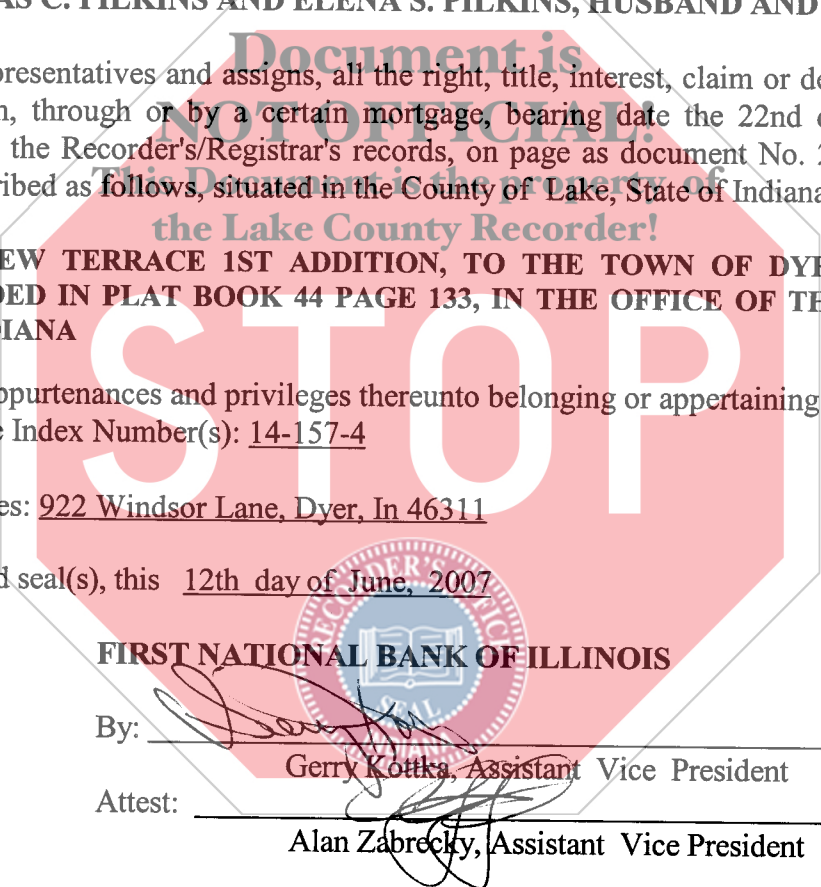 AS C. PILKINS AND ELENA S. PILKINS, HUSBAND AND
Document is
presentatives and assigns, all the right, title, interest, claim or de
n, through or by a certain mortgage, bearing date the 22nd
NOT OFFICIAL!
the Recorder's/Registrar's records, on page as document No. 2
This Document is the property of
ribed as follows, situated in the County of Lake, State of Indiana
the Lake County Recorder!
EW TERRACE 1ST ADDITION, TO THE TOWN OF DYE
DED IN PLAT BOOK 44 PAGE 133, IN THE OFFICE OF TH
DIANA
STOP
ppurtenances and privileges thereunto belonging or appertaining
e Index Number(s): 14-157-4
es: 922 Windsor Lane, Dyer, In 46311
d seal(s), this 12th day of June, 2007
RECORDER'S OFFICE
SEAL
INDIANA
FIRST NATIONAL BANK OF ILLINOIS
By:
Gerry Kottka, Assistant Vice President
Attest:
Alan Zabrecky, Assistant Vice President